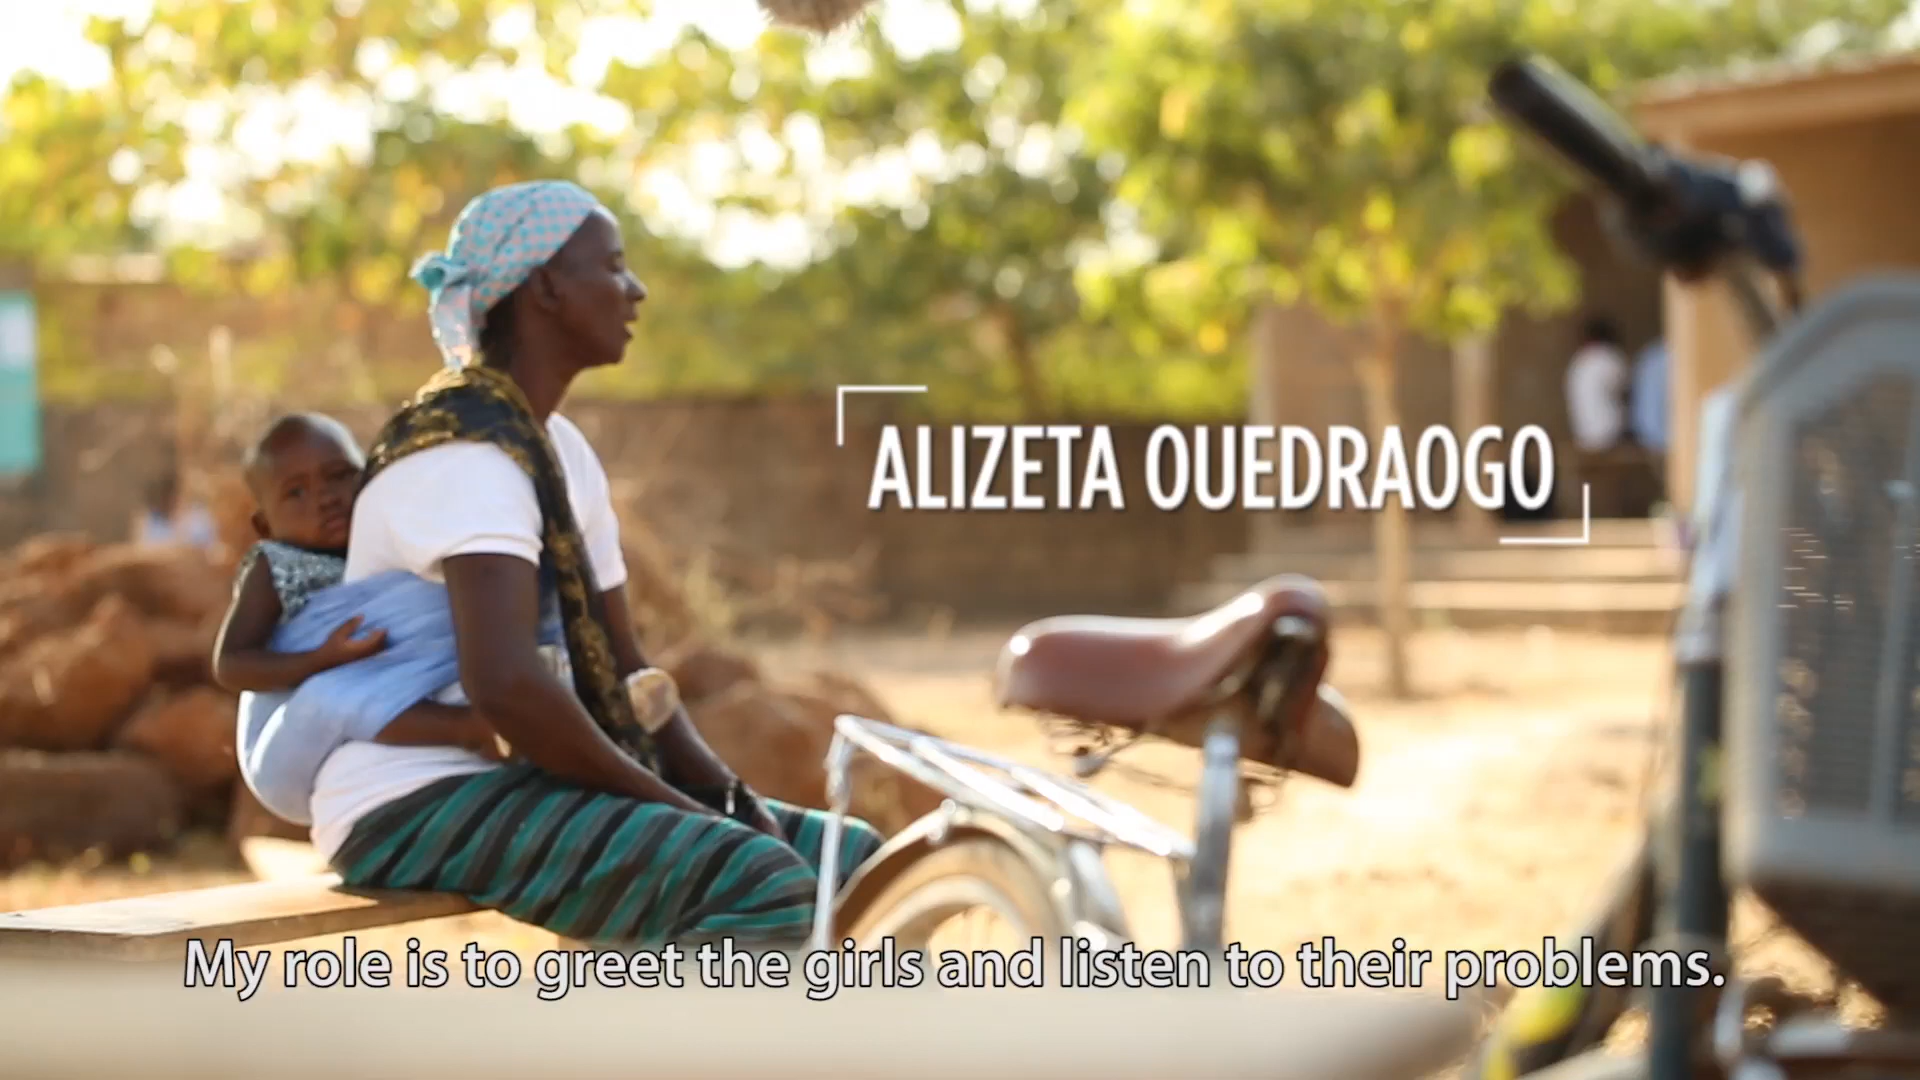 ALIZETA OUEDRAOGO
My role is to greet the girls and listen to their problems.